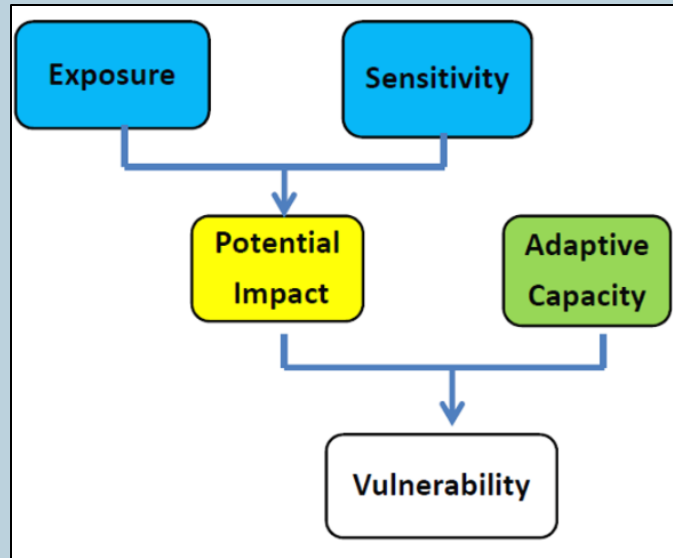 Exposure
Sensitivity
Potential
Impact
Adaptive
Capacity
Vulnerability